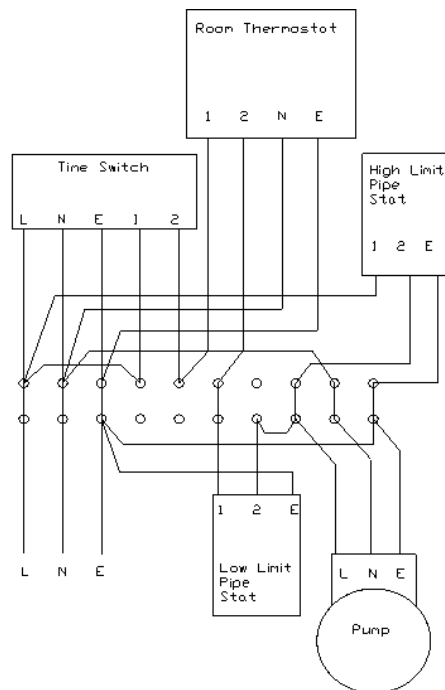 Room Thermostat
1 2 N E
Time Switch
L N E 1 2
High Limit
Pipe
Stat
1 2 E
1 2 E
Low Limit
Pipe
Stat
L N E
L N E
Pump